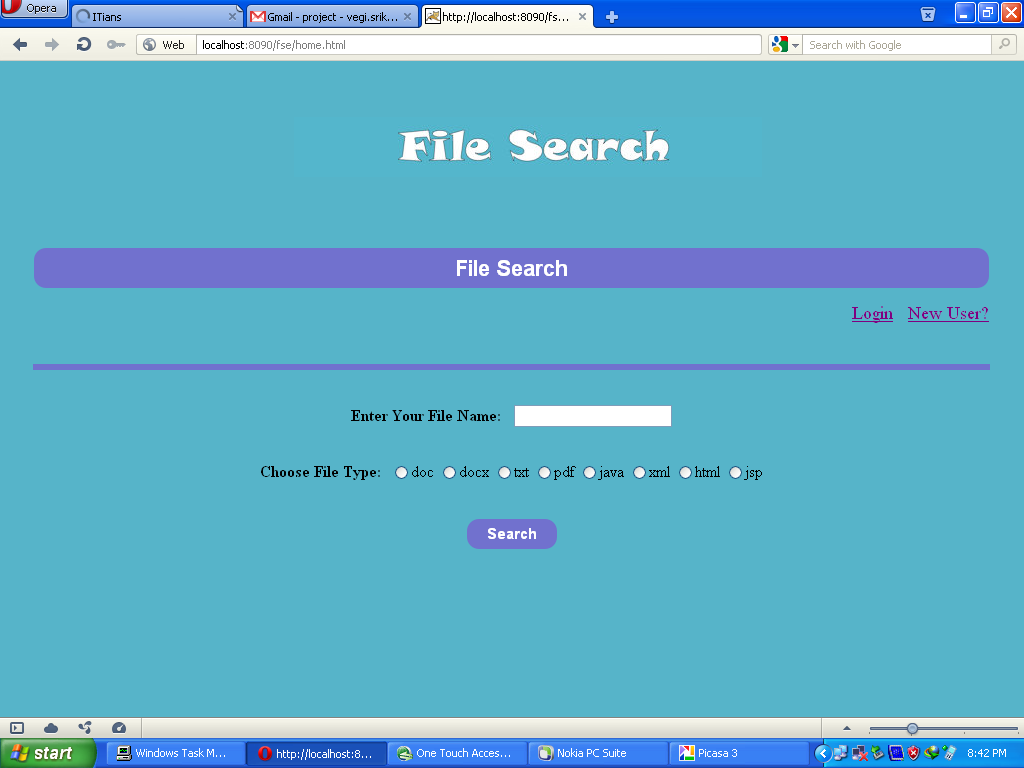 Opera
ITians
Gmail - project - vegi.srik...
http://localhost:8090/fs...
Web
localhost:8090/fse/home.html
Search with Google
File Search
File Search
Login New User?
Enter Your File Name:
Choose File Type: doc docx txt pdf java xml html jsp
Search
start
Windows Task M...
http://localhost:8...
One Touch Acces...
Nokia PC Suite
Picasa 3
8:42 PM